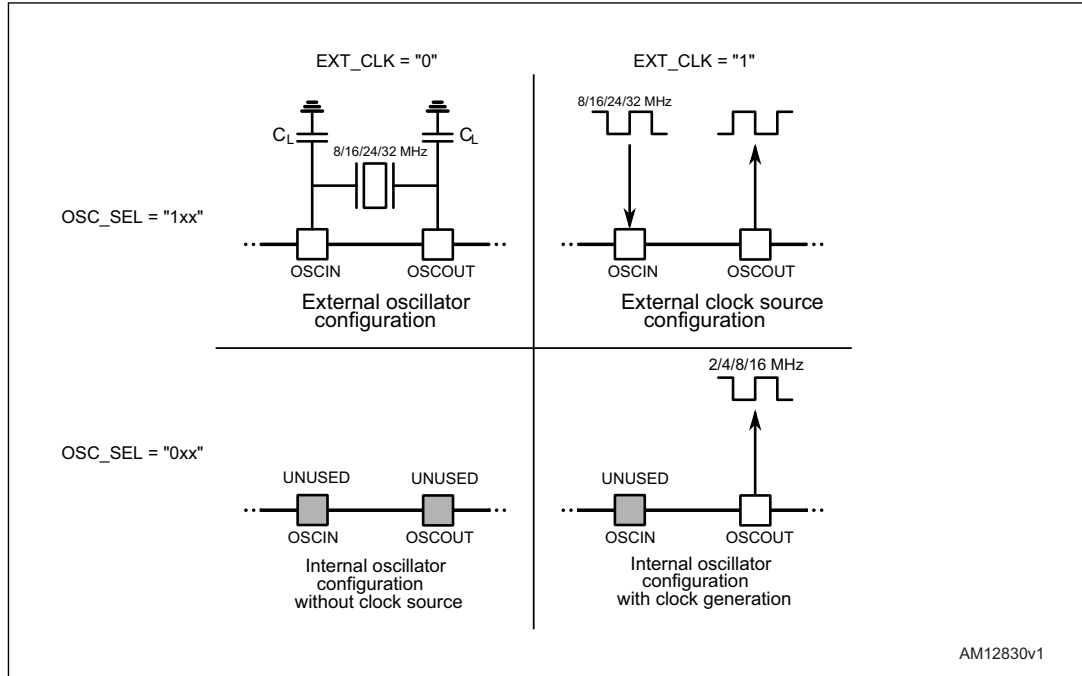 EXT_CLK = "0"
EXT_CLK = "1"
8/16/24/32 MHz
CL
CL
8/16/24/32 MHz
OSC_SEL = "1xx"
OSCIN
OSCOUT
OSCIN
OSCOUT
External oscillator
configuration
External clock source
configuration
2/4/8/16 MHz
OSC_SEL = "0xx"
UNUSED
UNUSED
UNUSED
OSCIN
OSCOUT
OSCIN
OSCOUT
Internal oscillator
configuration
without clock source
Internal oscillator
configuration
with clock generation
AM12830v1